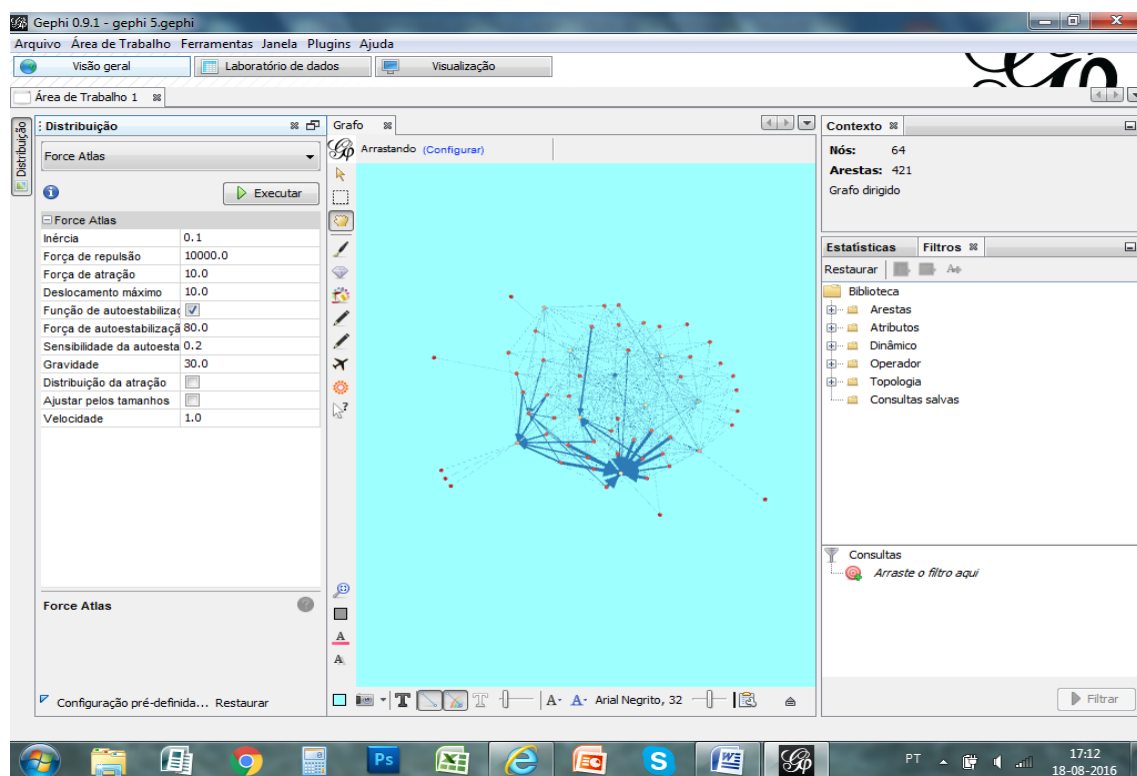 Gephi 0.9.1 - gephi 5.gephi
Arquivo Área de Trabalho Ferramentas Janela Plugins Ajuda
Visão geral
Laboratório de dados
Visualização
Área de Trabalho 1
Distribuição
Distribuição
Force Atlas
Executar
Force Atlas
Inércia 0.1
Força de repulsão 10000.0
Força de atração 10.0
Deslocamento máximo 10.0
Função de autoestabilizaç
Força de autoestabilizaçã 80.0
Sensibilidade da autoesta 0.2
Gravidade 30.0
Distribuição da atração
Ajustar pelos tamanhos
Velocidade 1.0
Force Atlas
Configuração pré-definida... Restaurar
Grafo
Arrastando (Configurar)
Arial Negrito, 32
Contexto
Nós: 64
Arestas: 421
Grafo dirigido
Estatísticas Filtros
Restaurar
Biblioteca
Arestas
Atributos
Dinâmico
Operador
Topologia
Consultas salvas
Consultas
Arraste o filtro aqui
Filtrar
PT
17:12
18-08-2016